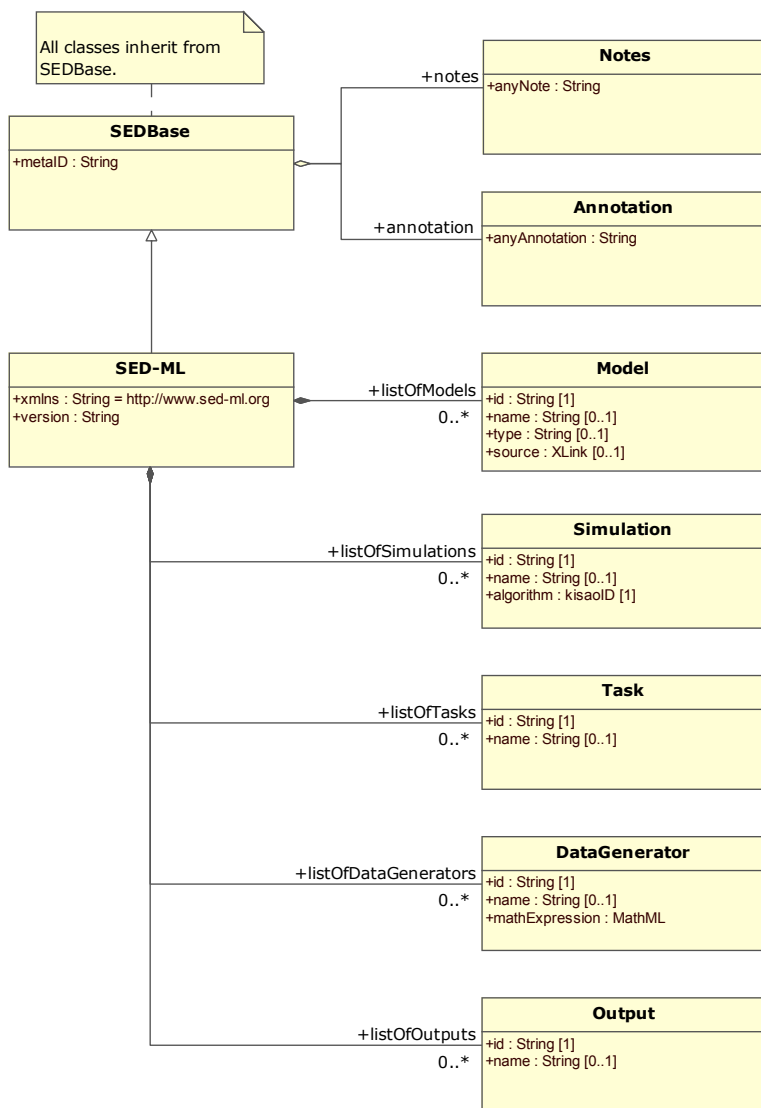 All classes inherit from
SEDBase.
SEDBase
+metaID : String
+notes
Notes
+anyNote : String
+annotation
Annotation
+anyAnnotation : String
SED-ML
+xmlns : String = http://www.sed-ml.org
+version : String
+listOfModels
0..*
Model
+id : String [1]
+name : String [0..1]
+type : String [0..1]
+source : XLink [0..1]
+listOfSimulations
0..*
Simulation
+id : String [1]
+name : String [0..1]
+algorithm : kisaoID [1]
+listOfTasks
0..*
Task
+id : String [1]
+name : String [0..1]
+listOfDataGenerators
0..*
DataGenerator
+id : String [1]
+name : String [0..1]
+mathExpression : MathML
+listOfOutputs
0..*
Output
+id : String [1]
+name : String [0..1]